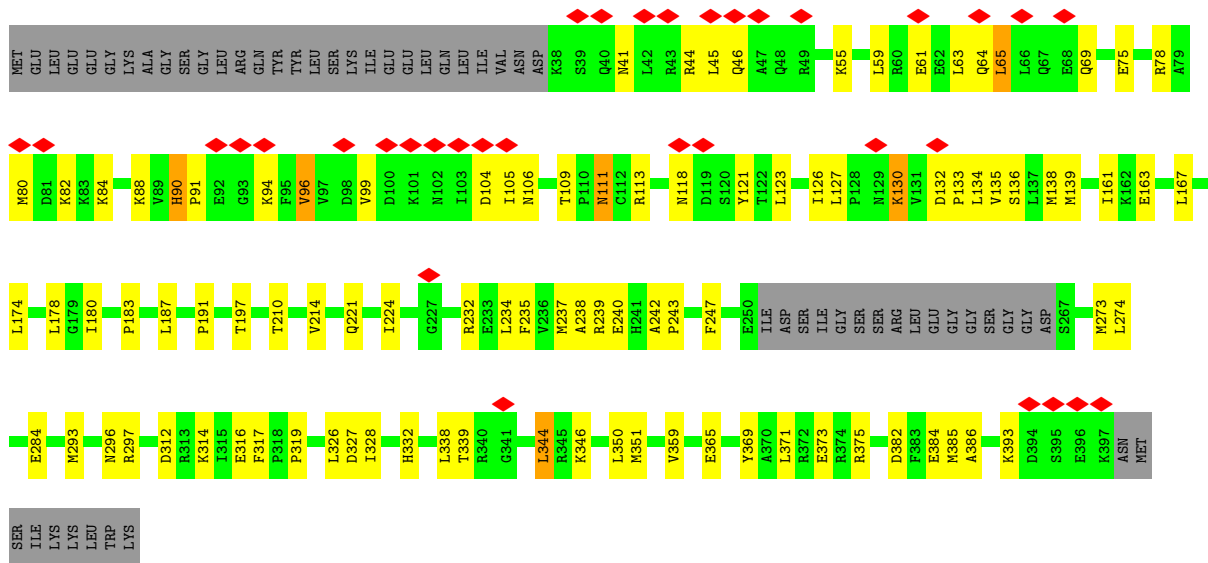 MET GLU LEU GLU GLU GLY LYS ALA GLY SER GLY LEU ARG GLN TYR TYR LEU SER LYS ILE GLU GLU LEU GLN LEU ILE VAL ASN ASP K38 S39 Q40 N41 L42 R43 R44 L45 Q46 A47 Q48 R49 K55 L59 R60 E61 E62 L63 Q64 L65 L66 Q67 E68 Q69 E75 R78 A79
M80 D81 K82 K83 K84 K88 V89 H90 P91 E92 G93 K94 F95 V96 V97 D98 V99 D100 K101 N102 I103 D104 I105 N106 T109 P110 N111 C112 R113 N118 D119 S120 Y121 T122 L123 I126 L127 P128 N129 K130 V131 D132 P133 L134 V135 S136 L137 M138 M139 I161 K162 E163 L167
L174 L178 G179 I180 P183 L187 P191 T197 T210 V214 Q221 I224 G227 R232 E233 L234 F235 V236 M237 A238 R239 E240 H241 A242 P243 F247 E250 ILE ASP SER ILE GLY SER SER ARG LEU GLU GLY GLY SER GLY GLY ASP S267 M273 L274
E284 M293 N296 R297 D312 R313 K314 I315 E316 F317 P318 P319 L326 D327 I328 H332 L338 T339 R340 G341 L344 R345 K346 L350 M351 V359 E365 Y369 A370 L371 R372 E373 R374 R375 D382 F383 E384 M385 A386 K393 D394 S395 E396 K397 ASN MET
SER ILE LYS LYS LEU TRP LYS